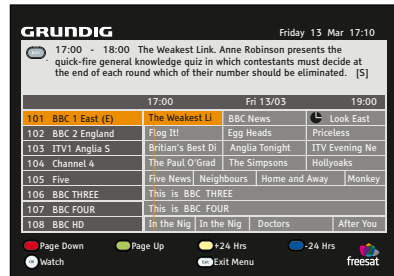 GRUNDIG Friday 13 Mar 17:10
17:00 - 18:00 The Weakest Link. Anne Robinson presents the
quick-fire general knowledge quiz in which contestants must decide at
the end of each round which of their number should be eliminated. [S]
17:00 Fri 13/03 19:00
101 BBC 1 East (E) The Weakest Li BBC News Look East
102 BBC 2 England Flog It! Egg Heads Priceless
103 ITV1 Anglia S Britian's Best Di Anglia Tonight ITV Evening Ne
104 Channel 4 The Paul O'Grad The Simpsons Hollyoaks
105 Five Five News Neighbours Home and Away Monkey
106 BBC THREE This is BBC THREE
107 BBC FOUR This is BBC FOUR
108 BBC HD In the Nig In the Nig Doctors After You
Page Down Page Up +24 Hrs -24 Hrs
Watch Exit Menu freesat